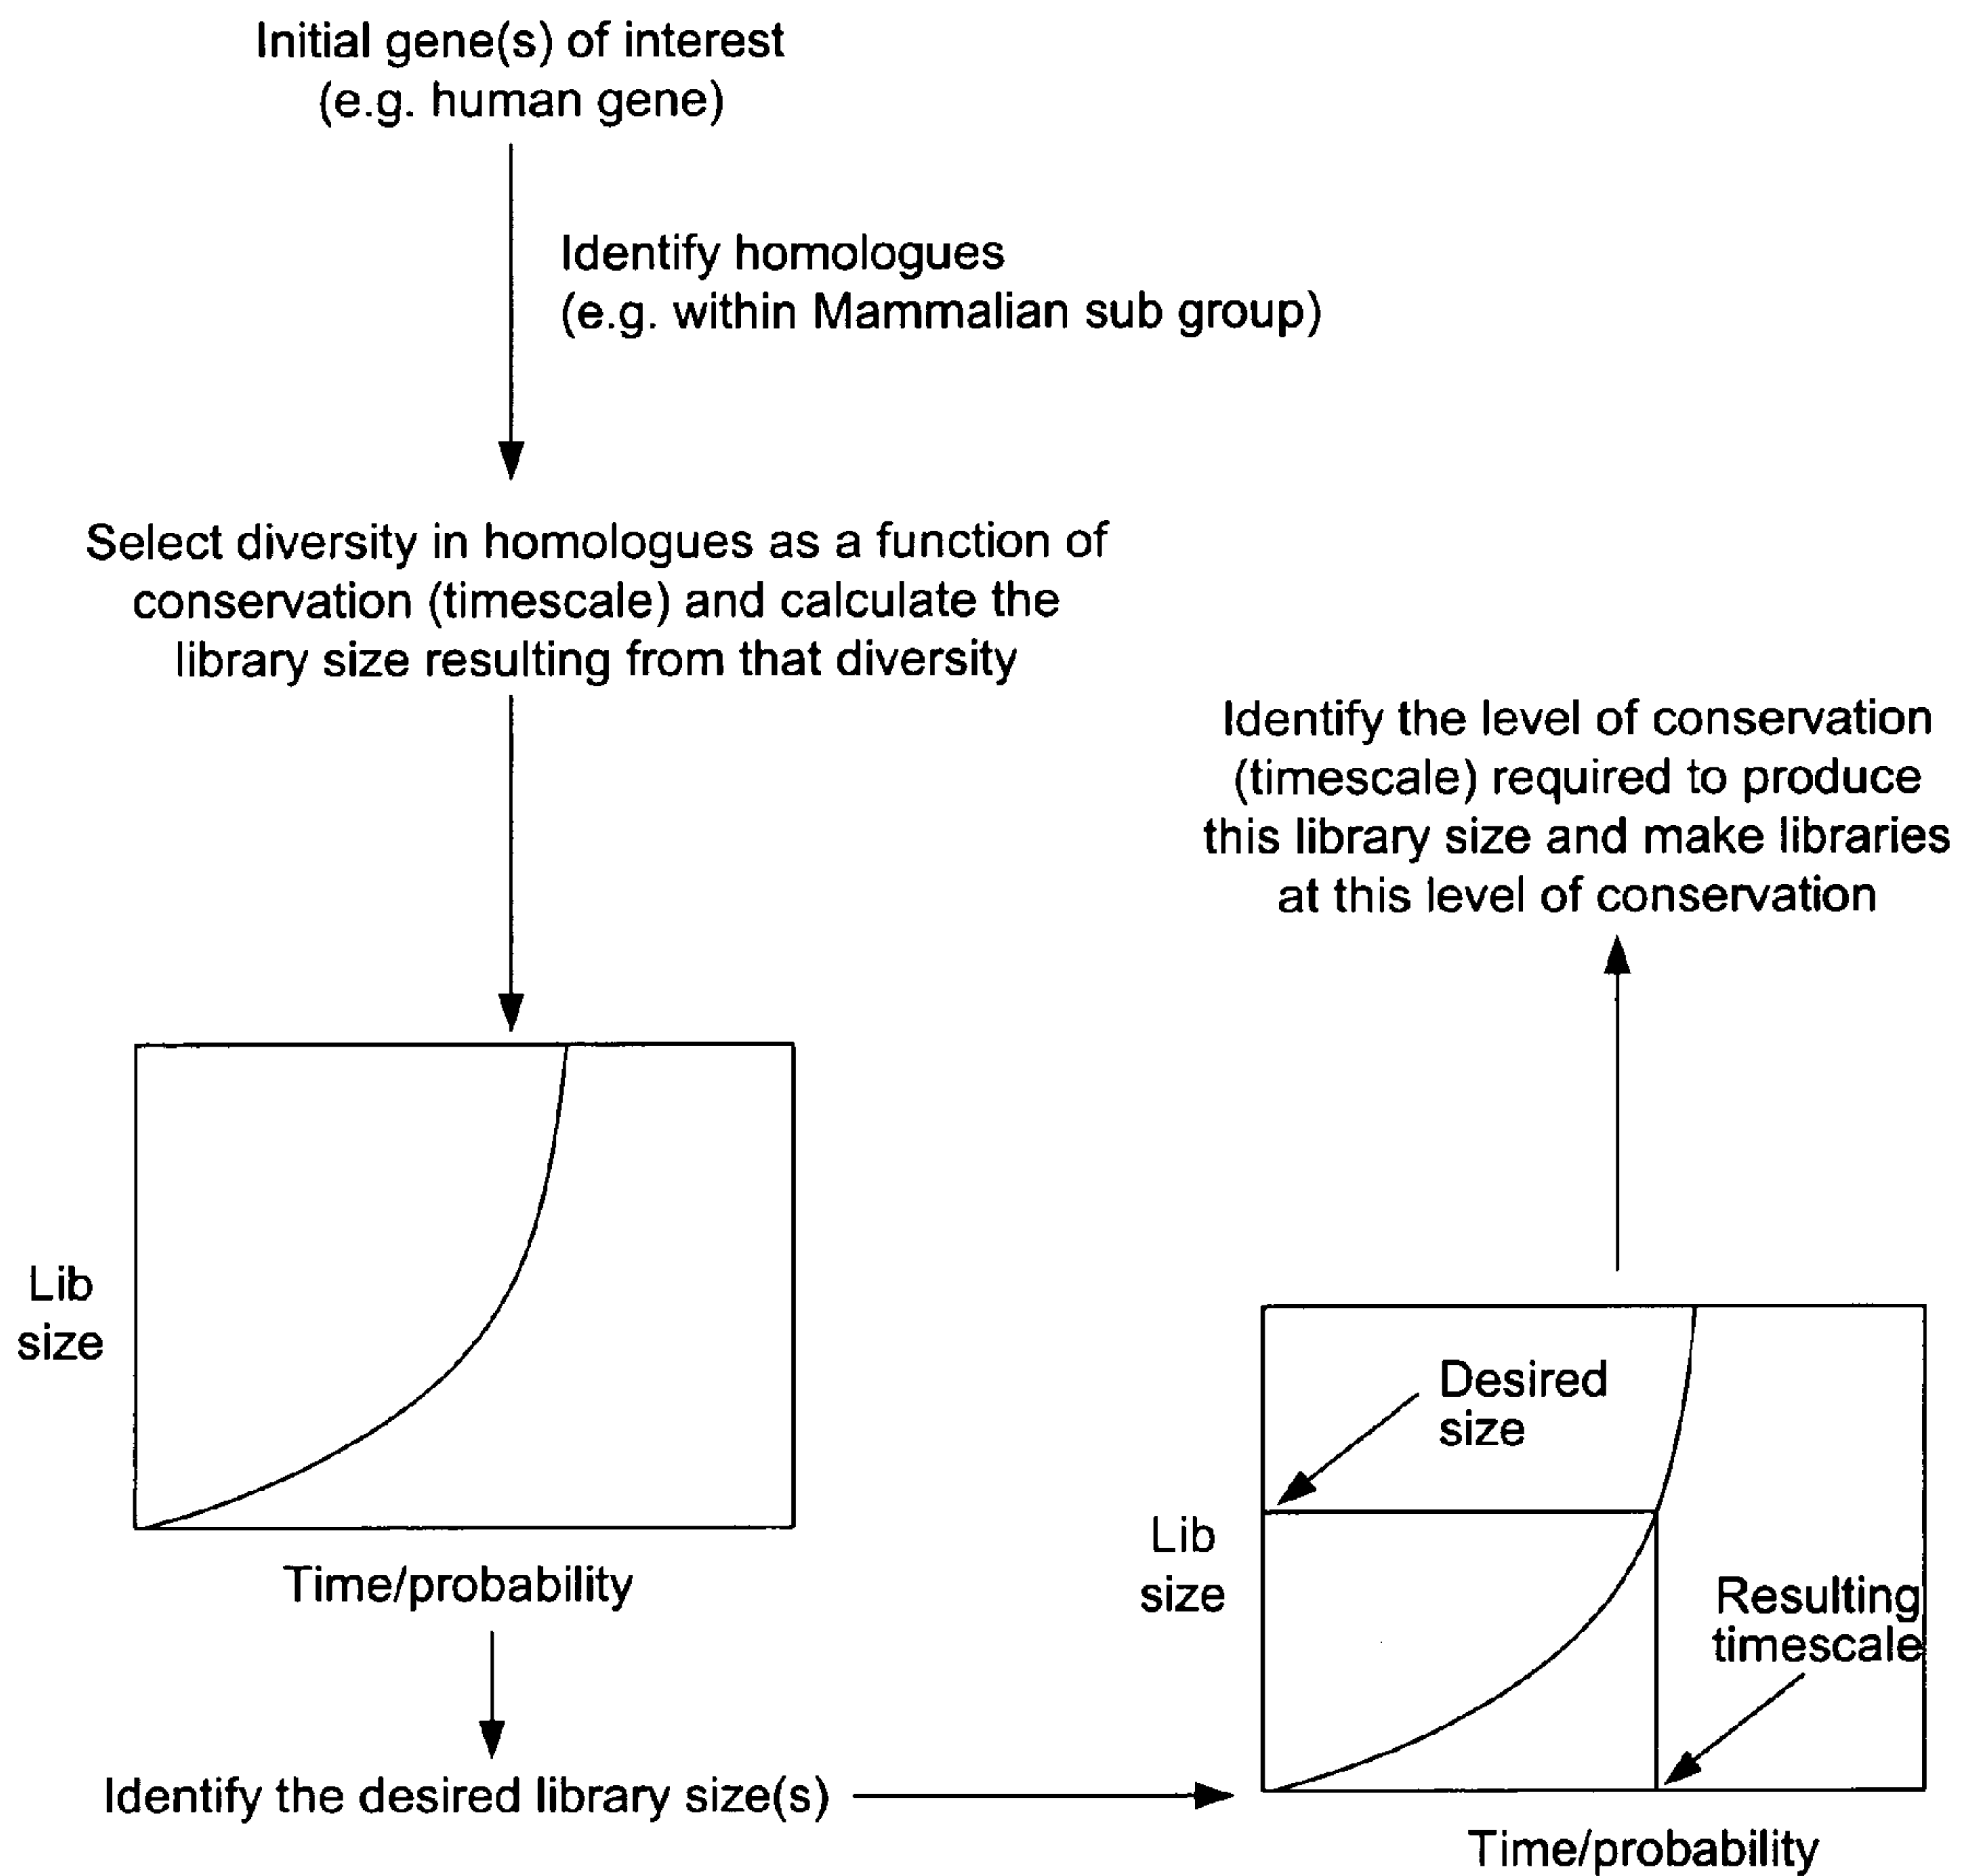 Initial gene(s) of interest
(e.g. human gene)
Identify homologues
(e.g. within Mammalian sub group)
Select diversity in homologues as a function of
conservation (timescale) and calculate the
library size resulting from that diversity
Lib
size
Time/probability
Identify the desired library size(s)
Desired
size
Lib
size
Resulting
timescale
Time/probability
Identify the level of conservation
(timescale) required to produce
this library size and make libraries
at this level of conservation